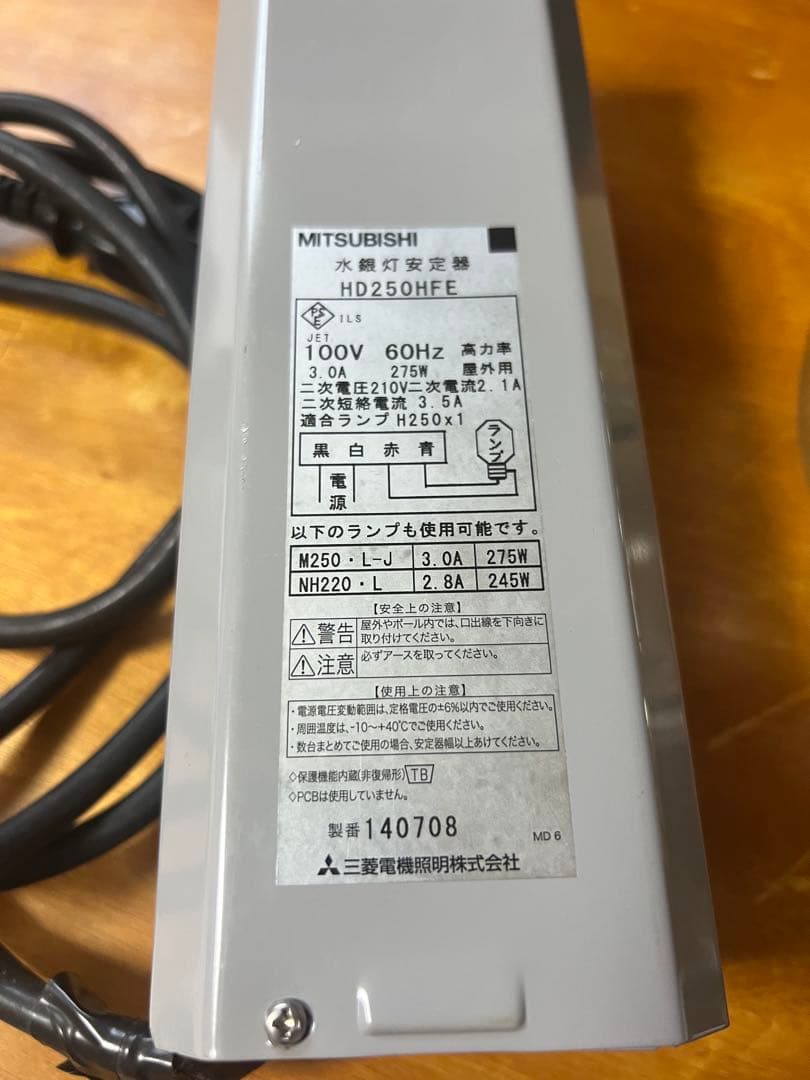 MITSUBISHI
水銀灯安定器
HD250HFE
PS
E
ILS
JET
100V 60Hz 高力率
3.0A 275W 屋外用
二次電圧210V二次電流2.1A
二次短絡電流 3.5A
適合ランプ H250x1
黒 白 赤 青
ランプ
電源
以下のランプも使用可能です。
M250・L-J 3.0A 275W
NH220・L 2.8A 245W
【安全上の注意】
⚠警告 屋外やポール内では、口出線を下向きに
取り付けてください。
⚠注意 必ずアースを取ってください。
【使用上の注意】
・電源電圧変動範囲は、定格電圧の±6%以内でご使用ください。
・周囲温度は、-10~+40℃でご使用ください。
・数台まとめてご使用の場合、安定器幅以上あけてください。
◇保護機能内蔵(非復帰形) TB
◇PCBは使用していません。
製番 140708
MD 6
三菱電機照明株式会社